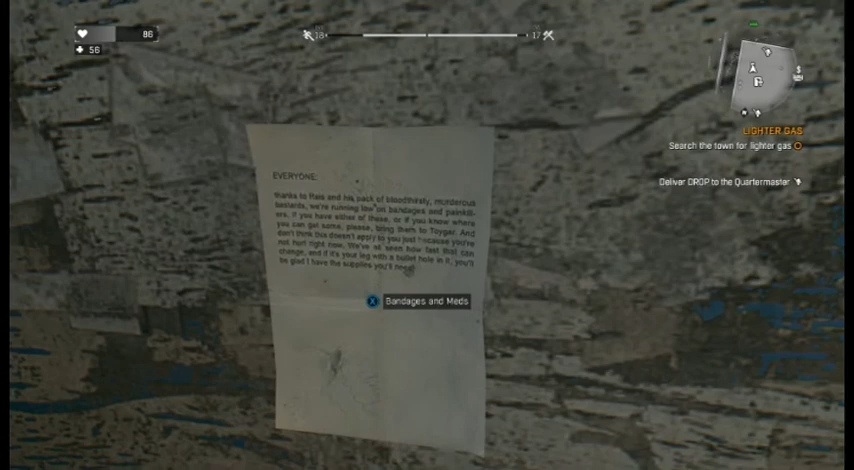 86
56
18
17
LIGHTER GAS
Search the town for lighter gas
Deliver DROP to the Quartermaster
EVERYONE:
thanks to Rais and his pack of bloodthirsty, murderous
bastards, we're running low on bandages and painkill-
ers. If you have either of these, or if you know where
you can get some, please, bring them to Toygar. And
don't think this doesn't apply to you just because you're
not hurt right now. We've all seen how fast that can
change, and if it's your leg with a bullet hole in it, you'll
be glad I have the supplies you'll need!
X Bandages and Meds